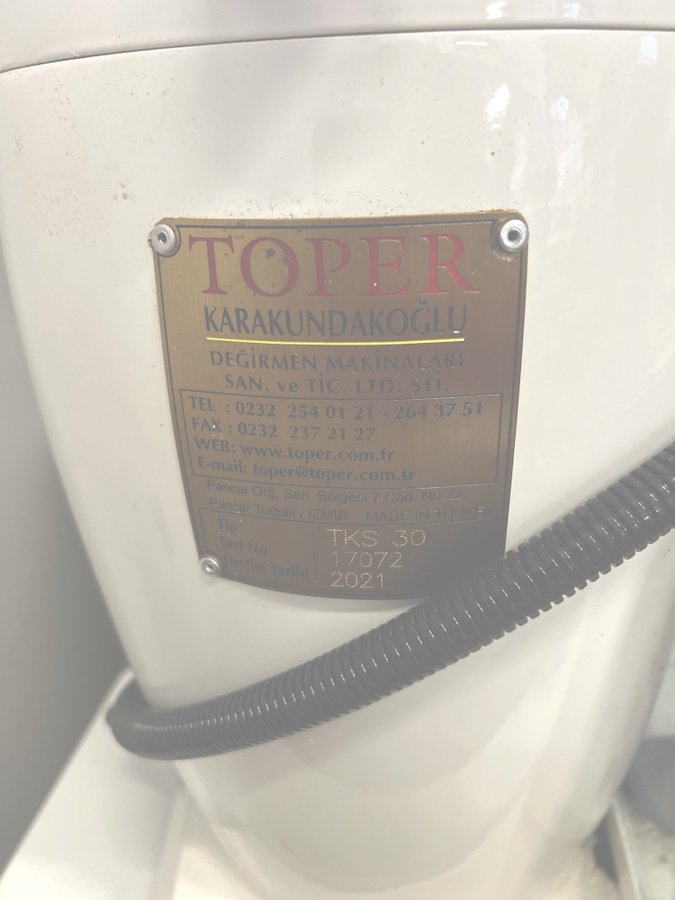 TOPER
KARAKUNDAKOĞLU
DEĞİRMEN MAKİNALARI
SAN. ve TİC. LTD. ŞTİ.
TEL : 0232 254 01 21 - 264 37 51
FAX : 0232 237 21 27
WEB: www.toper.com.tr
E-mail: toper@toper.com.tr
Pancar Org. San. Bölgesi 7 Cad. No 22
Pancar Torbalı / İZMİR MADE IN TURKEY
Tip : TKS 30
Seri No : 17072
Üretim Tarihi : 2021